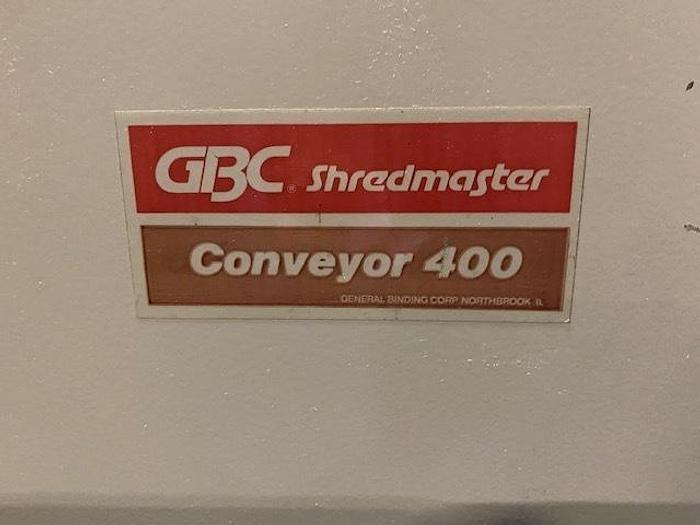 GBC® Shredmaster
Conveyor 400
GENERAL BINDING CORP. NORTHBROOK, IL